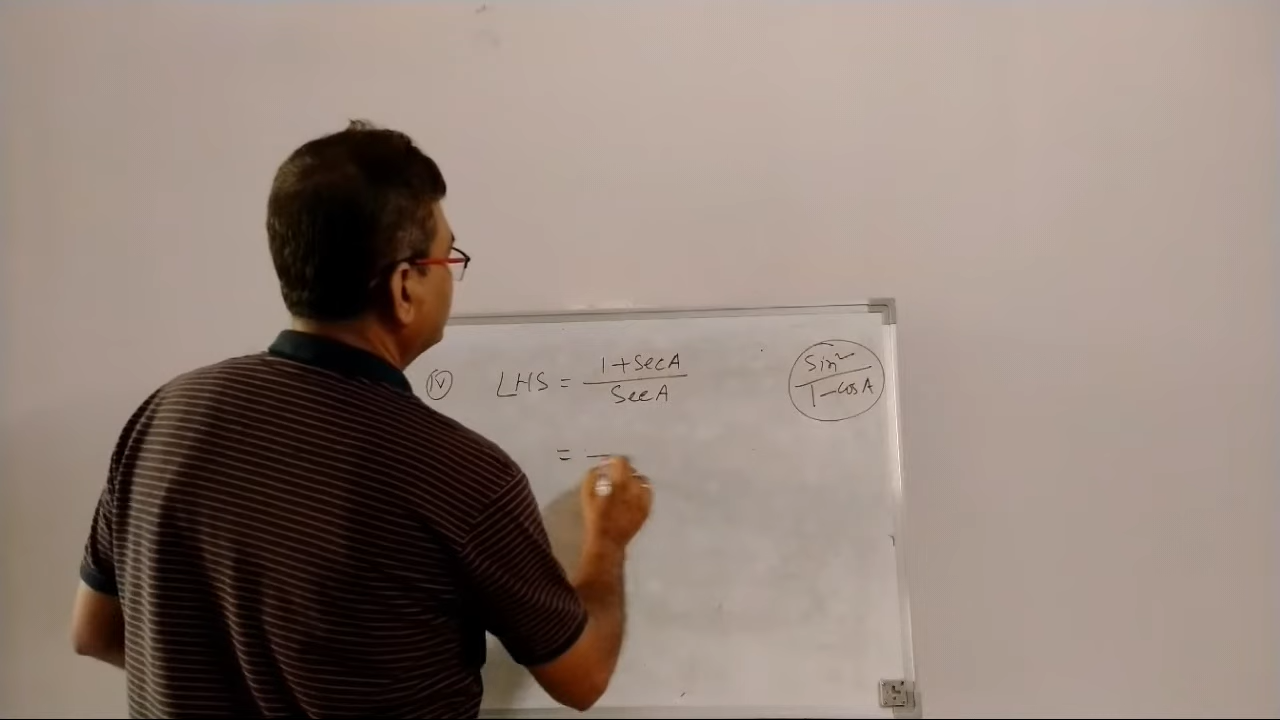 (iv) LHS = 1+SecA / SecA
=
Sin² / 1-cosA